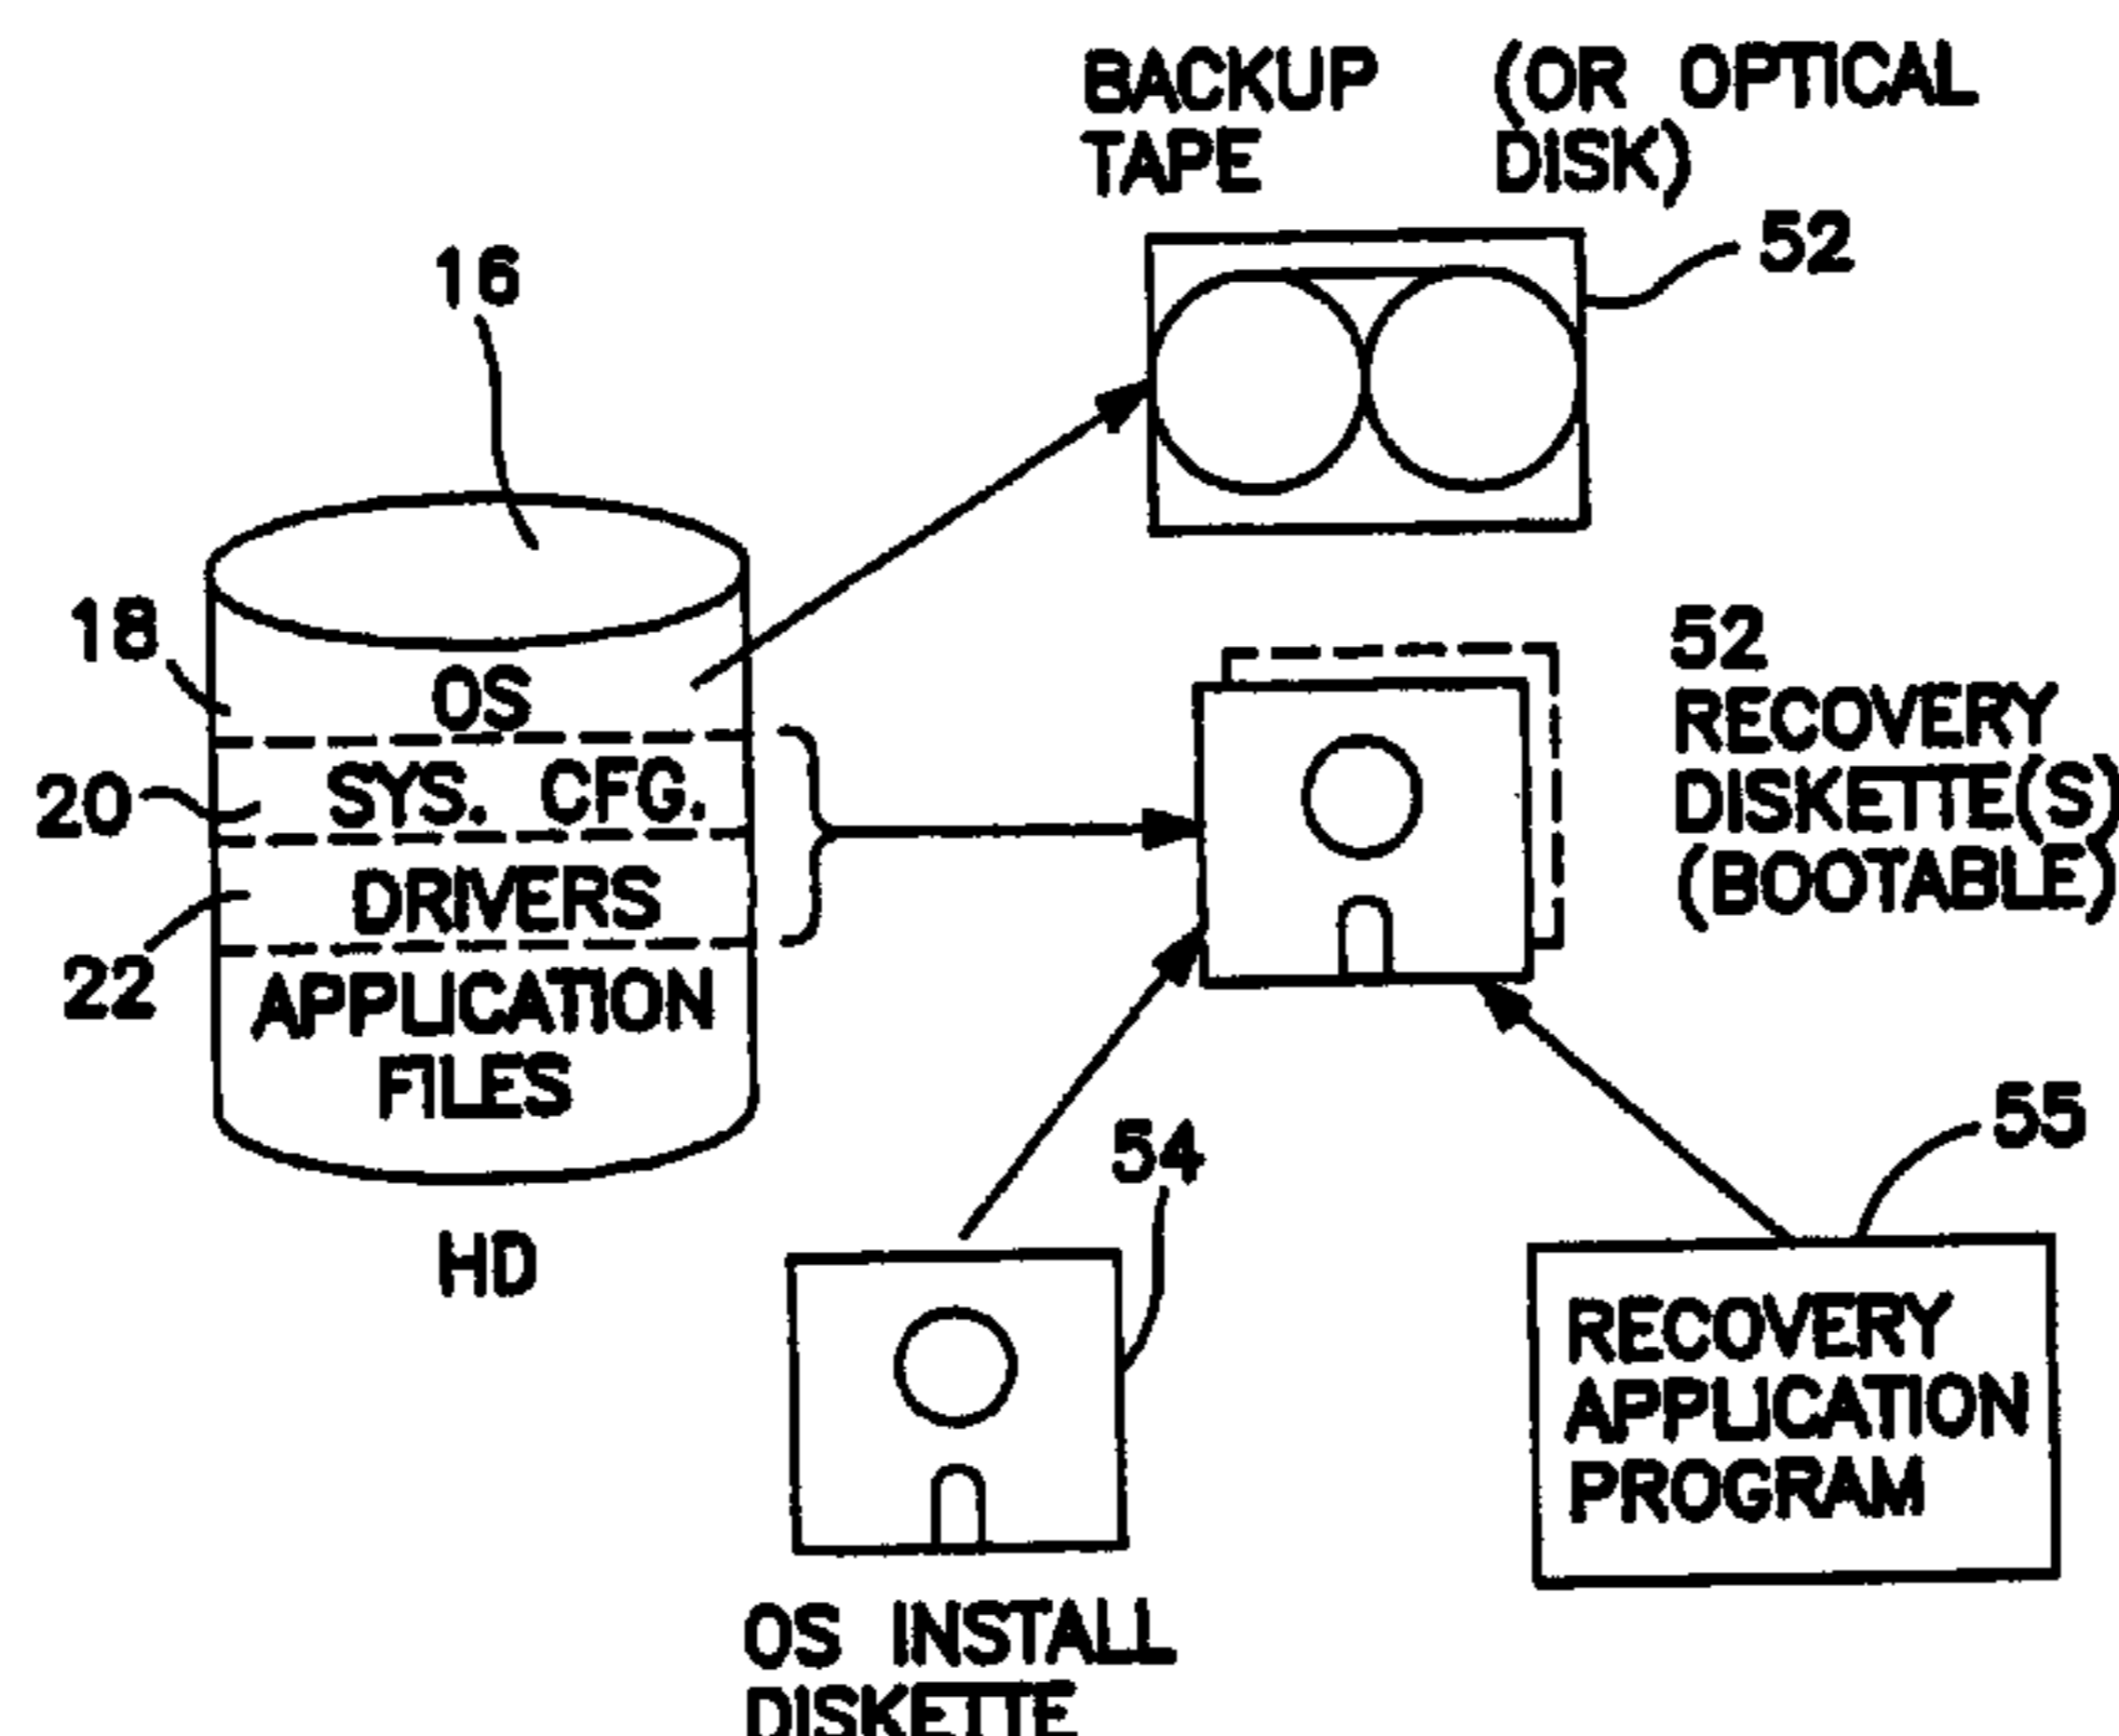 BACKUP (OR OPTICAL
TAPE DISK)
52
16
18
OS
20
SYS. CFG.
22
DRIVERS
APPLICATION
FILES
HD
52
RECOVERY
DISKETTE(S)
(BOOTABLE)
54
55
RECOVERY
APPLICATION
PROGRAM
OS INSTALL
DISKETTE